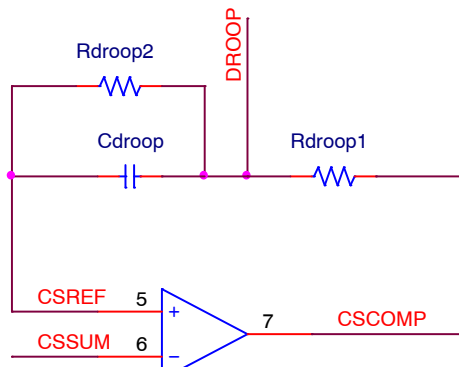 DROOP
Rdroop2
Cdroop
Rdroop1
CSREF 5
+
7 CSCOMP
CSSUM 6
−